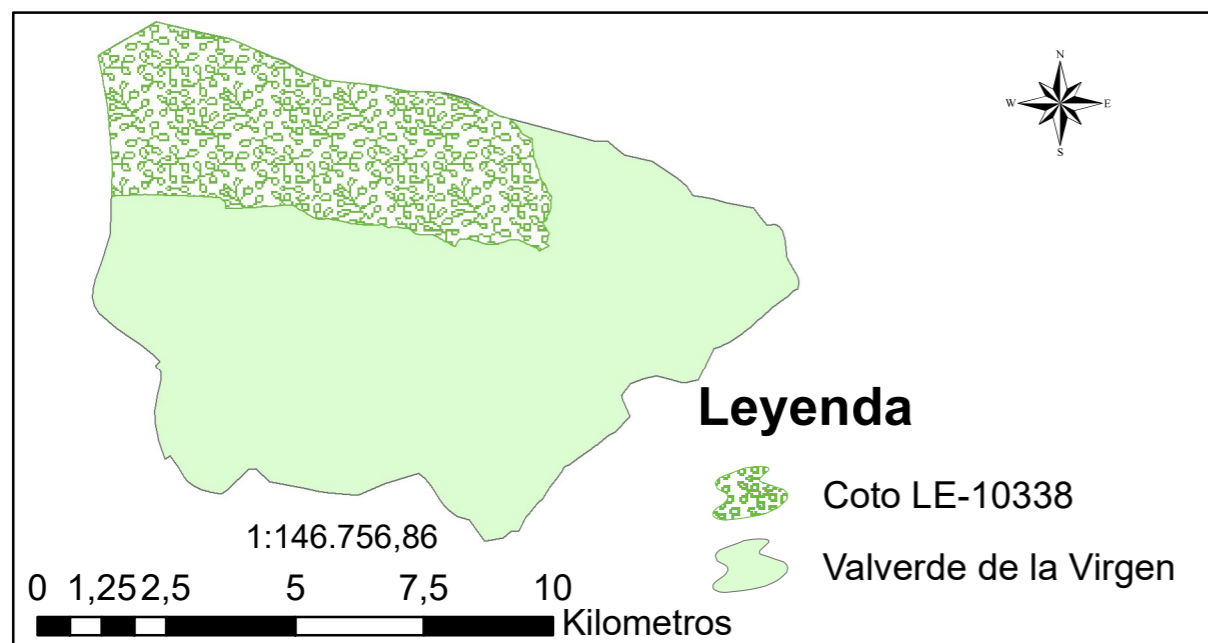 N
W E
S
Leyenda
Coto LE-10338
Valverde de la Virgen
1:146.756,86
0 1,25 2,5 5 7,5 10
Kilometros